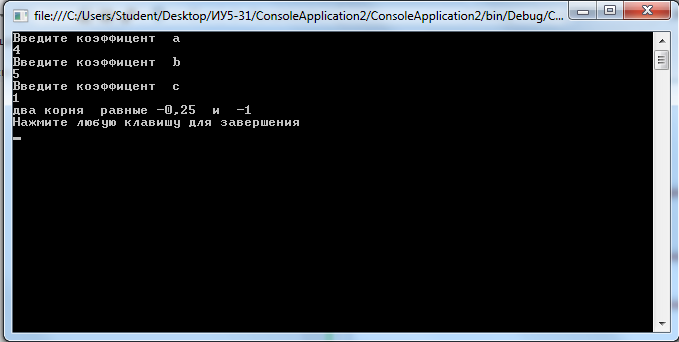 file:///C:/Users/Student/Desktop/ИУ5-31/ConsoleApplication2/ConsoleApplication2/bin/Debug/C...
Введите коэффицент a
4
Введите коэффицент b
5
Введите коэффицент c
1
два корня равные -0,25 и -1
Нажмите любую клавишу для завершения